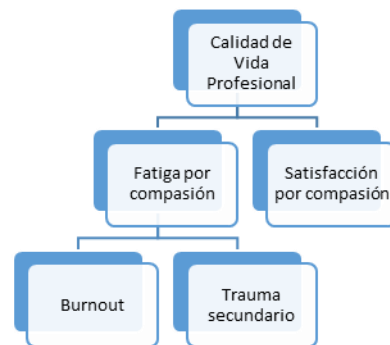 Calidad de
Vida
Profesional
Fatiga por
compasión
Satisfacción
por compasión
Burnout
Trauma
secundario